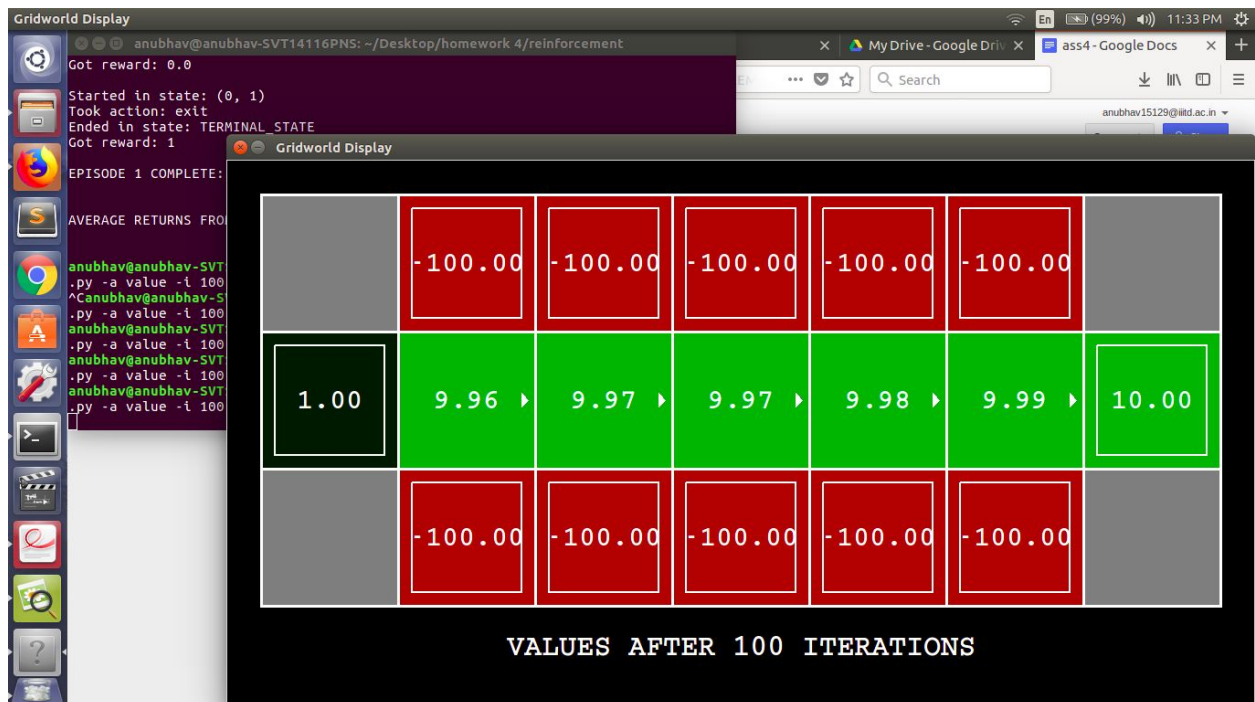 Gridworld Display
En (99%) 11:33 PM
anubhav@anubhav-SVT14116PNS: ~/Desktop/homework 4/reinforcement
My Drive - Google Driv
ass4 - Google Docs
Search
anubhav15129@iiitd.ac.in
Got reward: 0.0
Started in state: (0, 1)
Took action: exit
Ended in state: TERMINAL_STATE
Got reward: 1
EPISODE 1 COMPLETE:
AVERAGE RETURNS FRO
anubhav@anubhav-SVT
.py -a value -i 100
^Canubhav@anubhav-S
.py -a value -i 100
anubhav@anubhav-SVT
.py -a value -i 100
anubhav@anubhav-SVT
.py -a value -i 100
anubhav@anubhav-SVT
.py -a value -i 100
Gridworld Display
-100.00 -100.00 -100.00 -100.00 -100.00
1.00 9.96 9.97 9.97 9.98 9.99 10.00
-100.00 -100.00 -100.00 -100.00 -100.00
VALUES AFTER 100 ITERATIONS